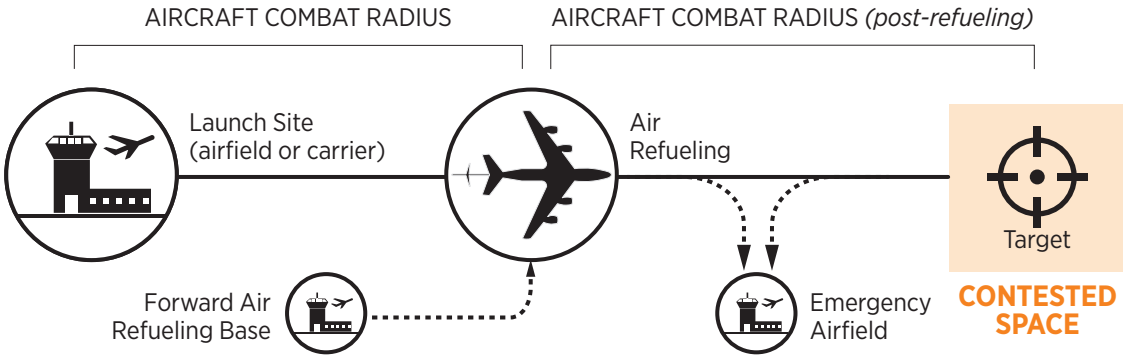 AIRCRAFT COMBAT RADIUS
AIRCRAFT COMBAT RADIUS (post-refueling)
Launch Site
(airfield or carrier)
Air
Refueling
Target
Forward Air
Refueling Base
Emergency
Airfield
CONTESTED
SPACE